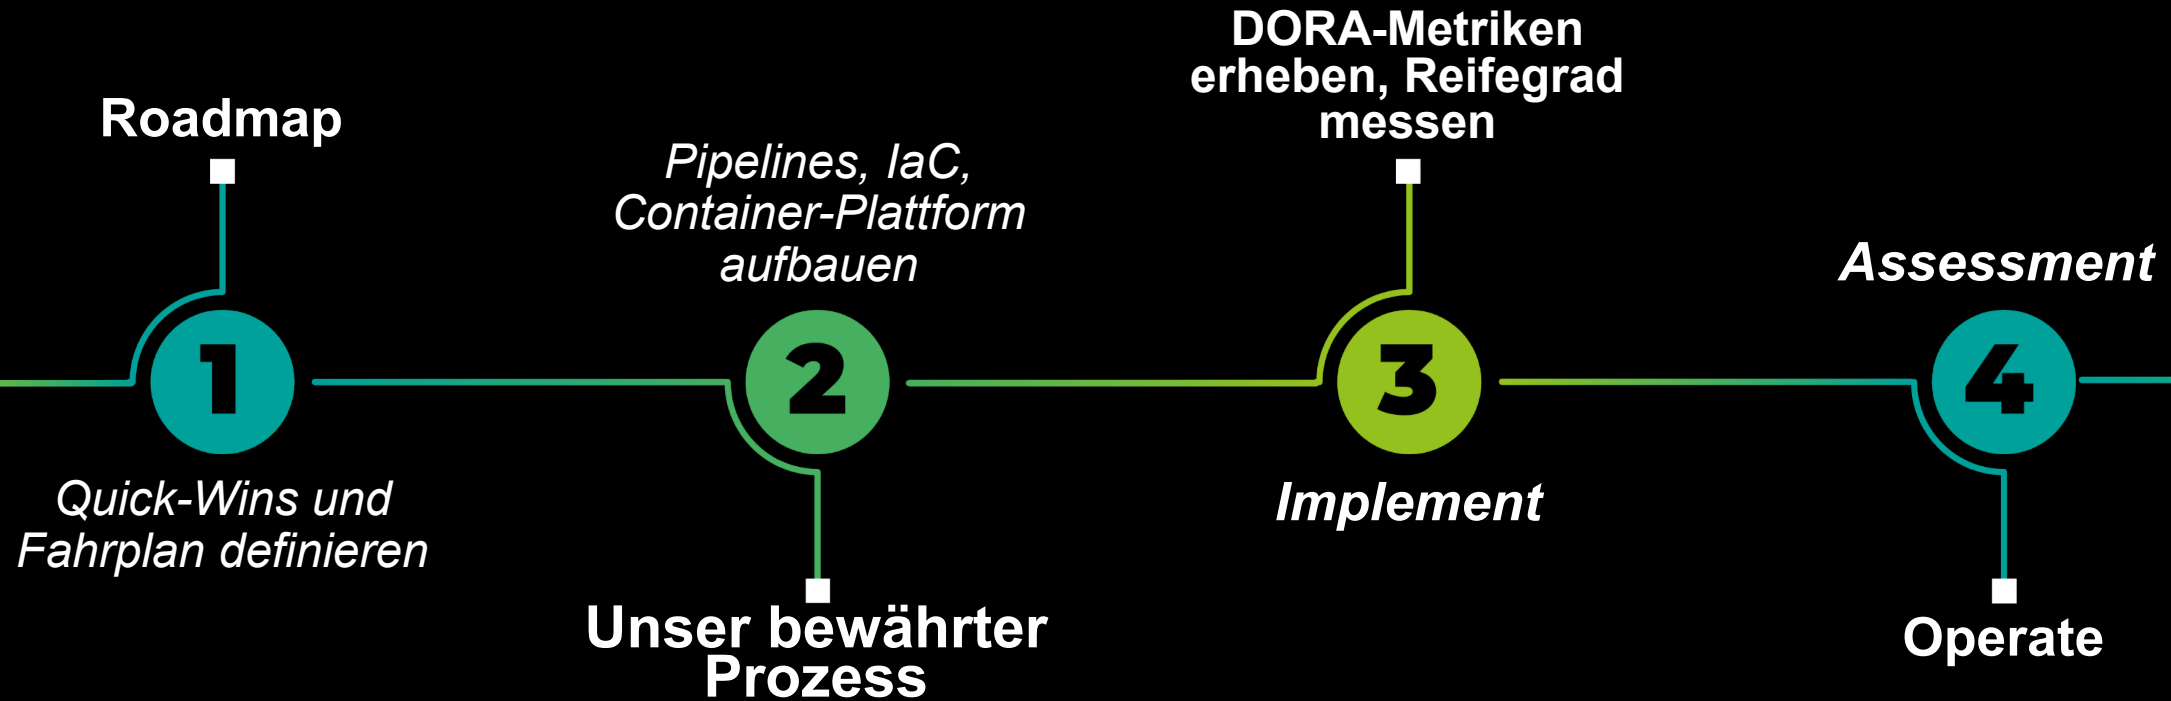 Roadmap
1
Quick-Wins und
Fahrplan definieren
Pipelines, IaC,
Container-Plattform
aufbauen
2
Unser bewährter
Prozess
DORA-Metriken
erheben, Reifegrad
messen
3
Implement
Assessment
4
Operate